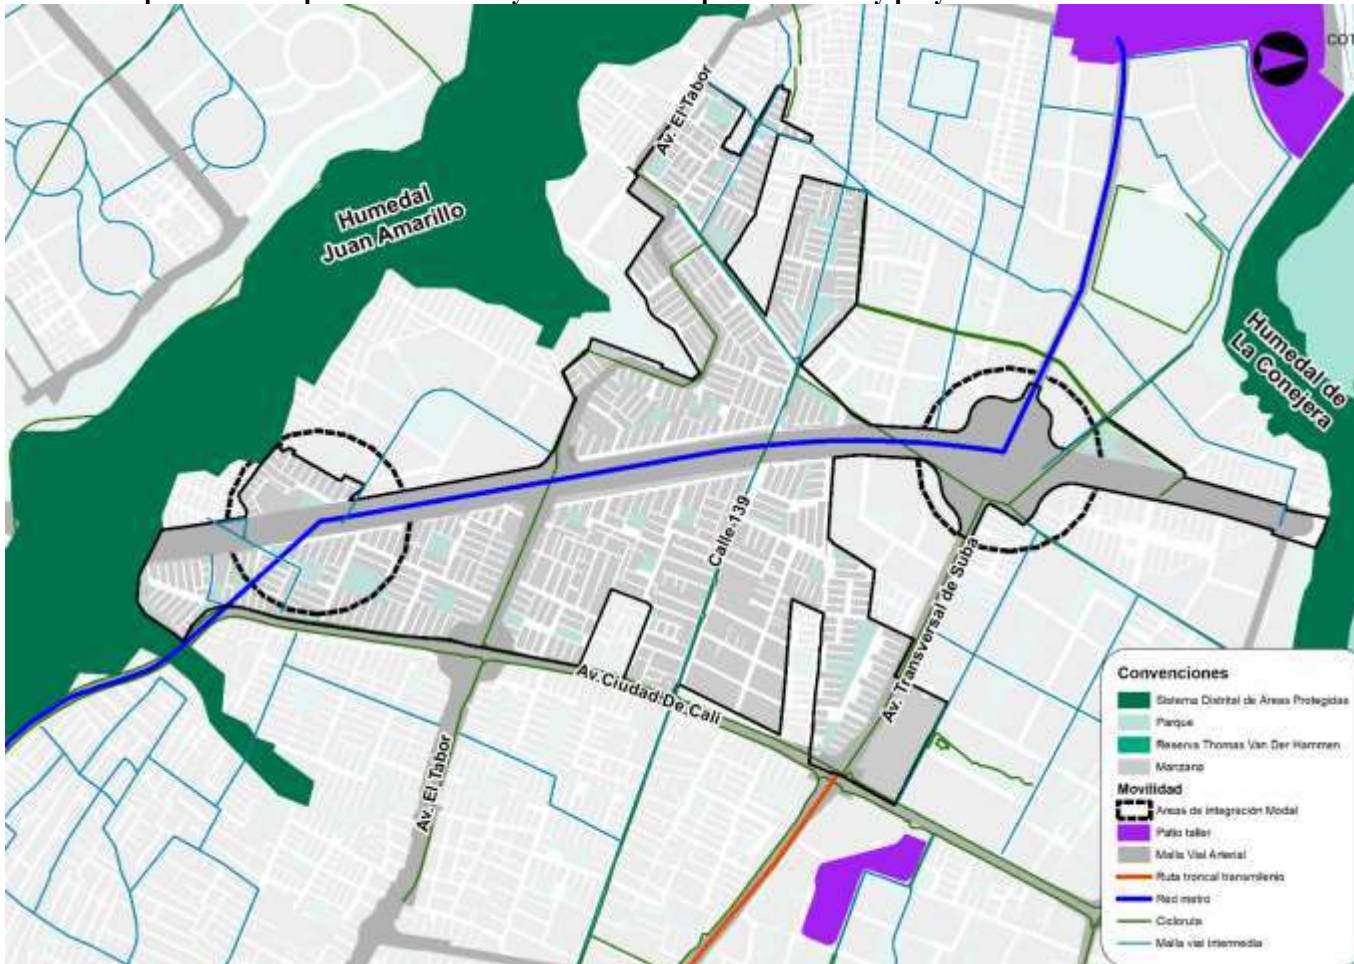 COT
Av. El Tabor
Humedal
Juan Amarillo
Humedal de
La Conejera
Calle 139
Av. Transversal de Suba
Av. Ciudad De Cali
Av. El Tabor
Convenciones
Sistema Distrital de Áreas Protegidas
Parque
Reserva Thomas Van Der Hammen
Manzana
Movilidad
Areas de Integración Modal
Patio taller
Malla Vial Arterial
Ruta troncal transmilenio
Red metro
Cicloruta
Malla vial Intermedia